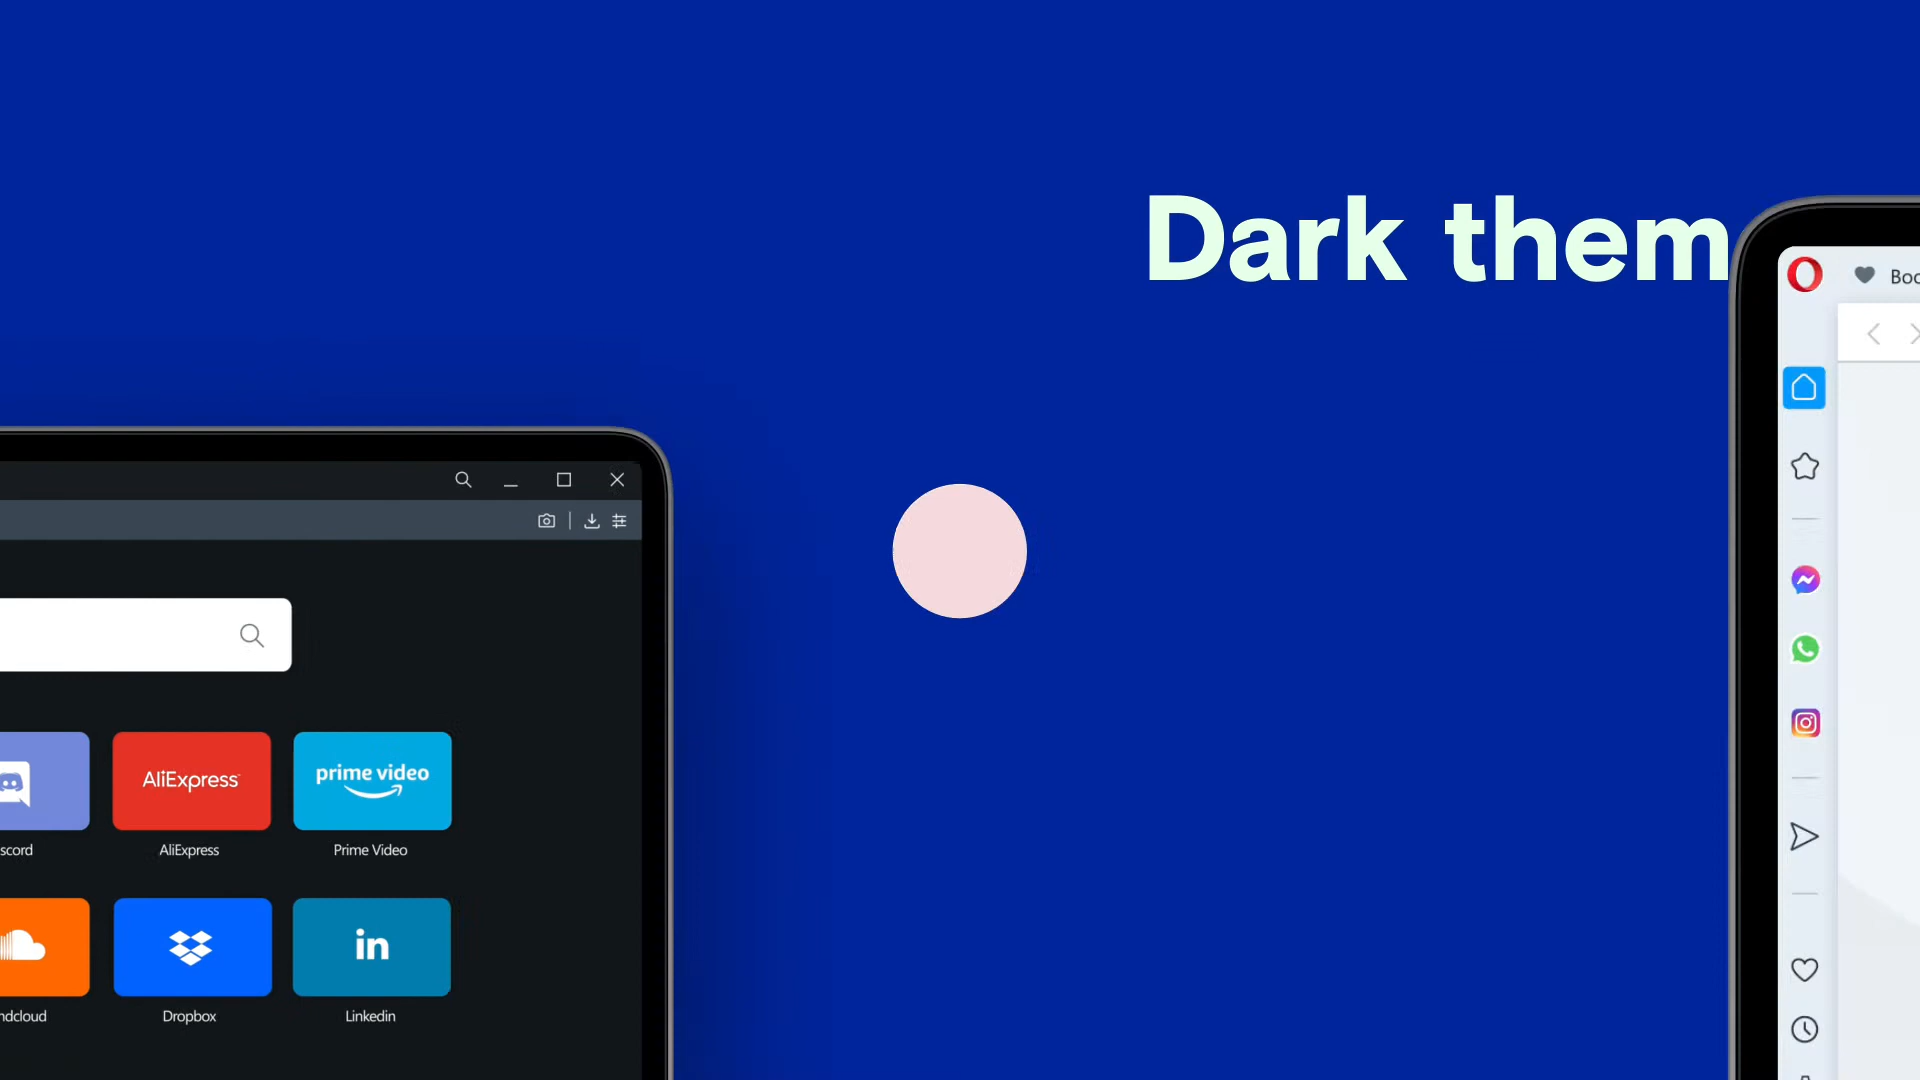 Dark them
Boo
AliExpress
prime video
scord
AliExpress
Prime Video
in
ndcloud
Dropbox
Linkedin